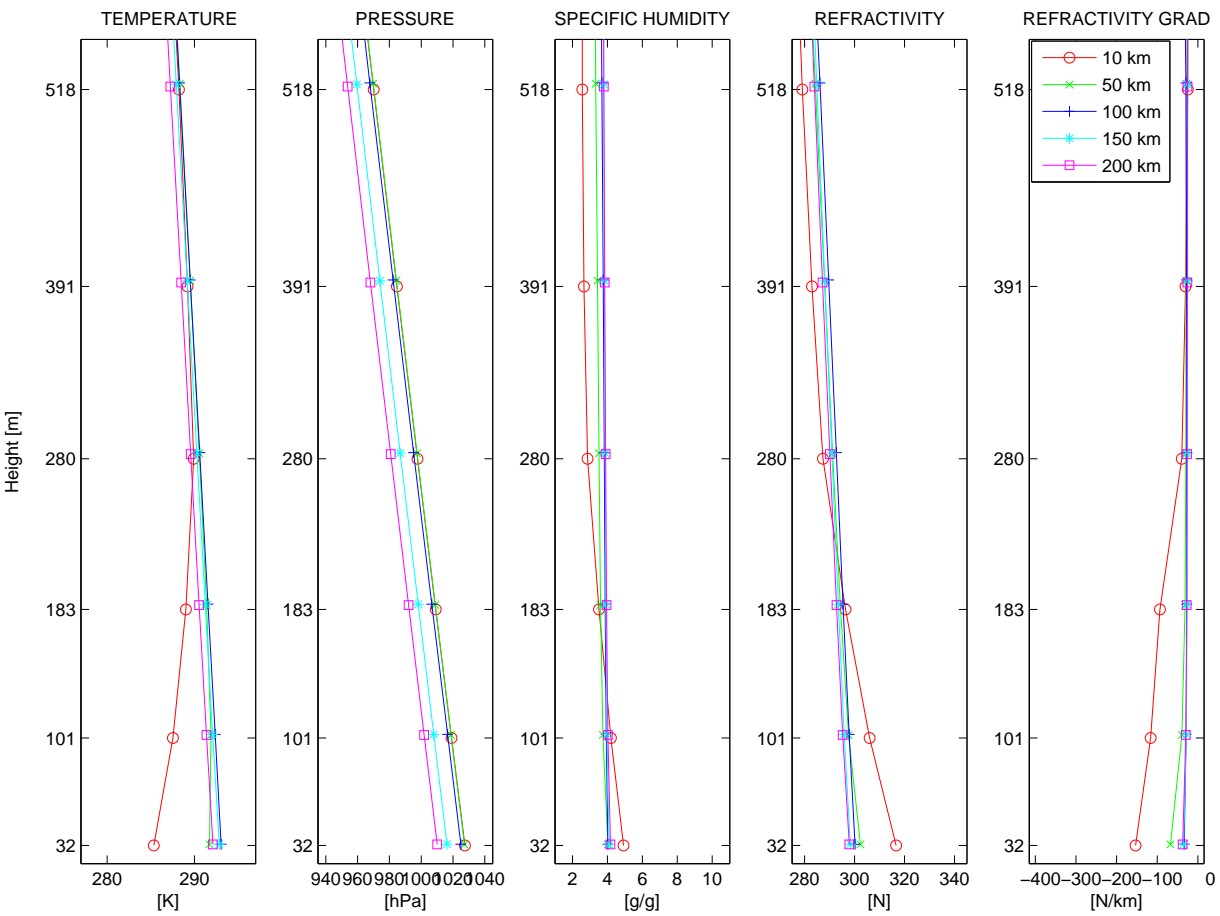 TEMPERATURE
PRESSURE
SPECIFIC HUMIDITY
REFRACTIVITY
REFRACTIVITY GRAD
Height [m]
518
391
280
183
101
32
280 290
[K]
518
391
280
183
101
32
940 960 980 1000 1020 1040
[hPa]
518
391
280
183
101
32
2 4 6 8 10
[g/g]
518
391
280
183
101
32
280 300 320 340
[N]
518
391
280
183
101
32
−400 −300 −200 −100 0
[N/km]
10 km
50 km
100 km
150 km
200 km